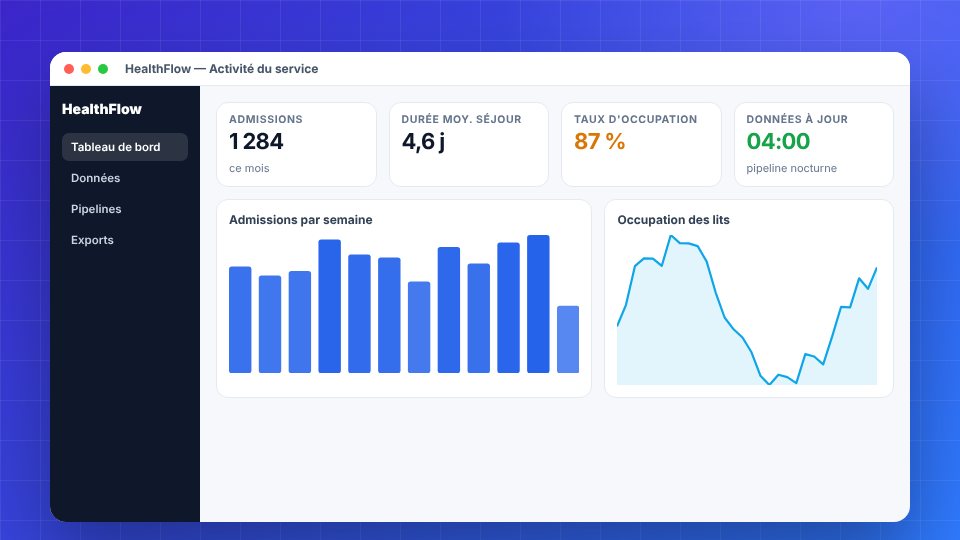 HealthFlow — Activité du service
HealthFlow
Tableau de bord
Données
Pipelines
Exports
ADMISSIONS
1 284
ce mois
DURÉE MOY. SÉJOUR
4,6 j
TAUX D'OCCUPATION
87 %
DONNÉES À JOUR
04:00
pipeline nocturne
Admissions par semaine
Occupation des lits